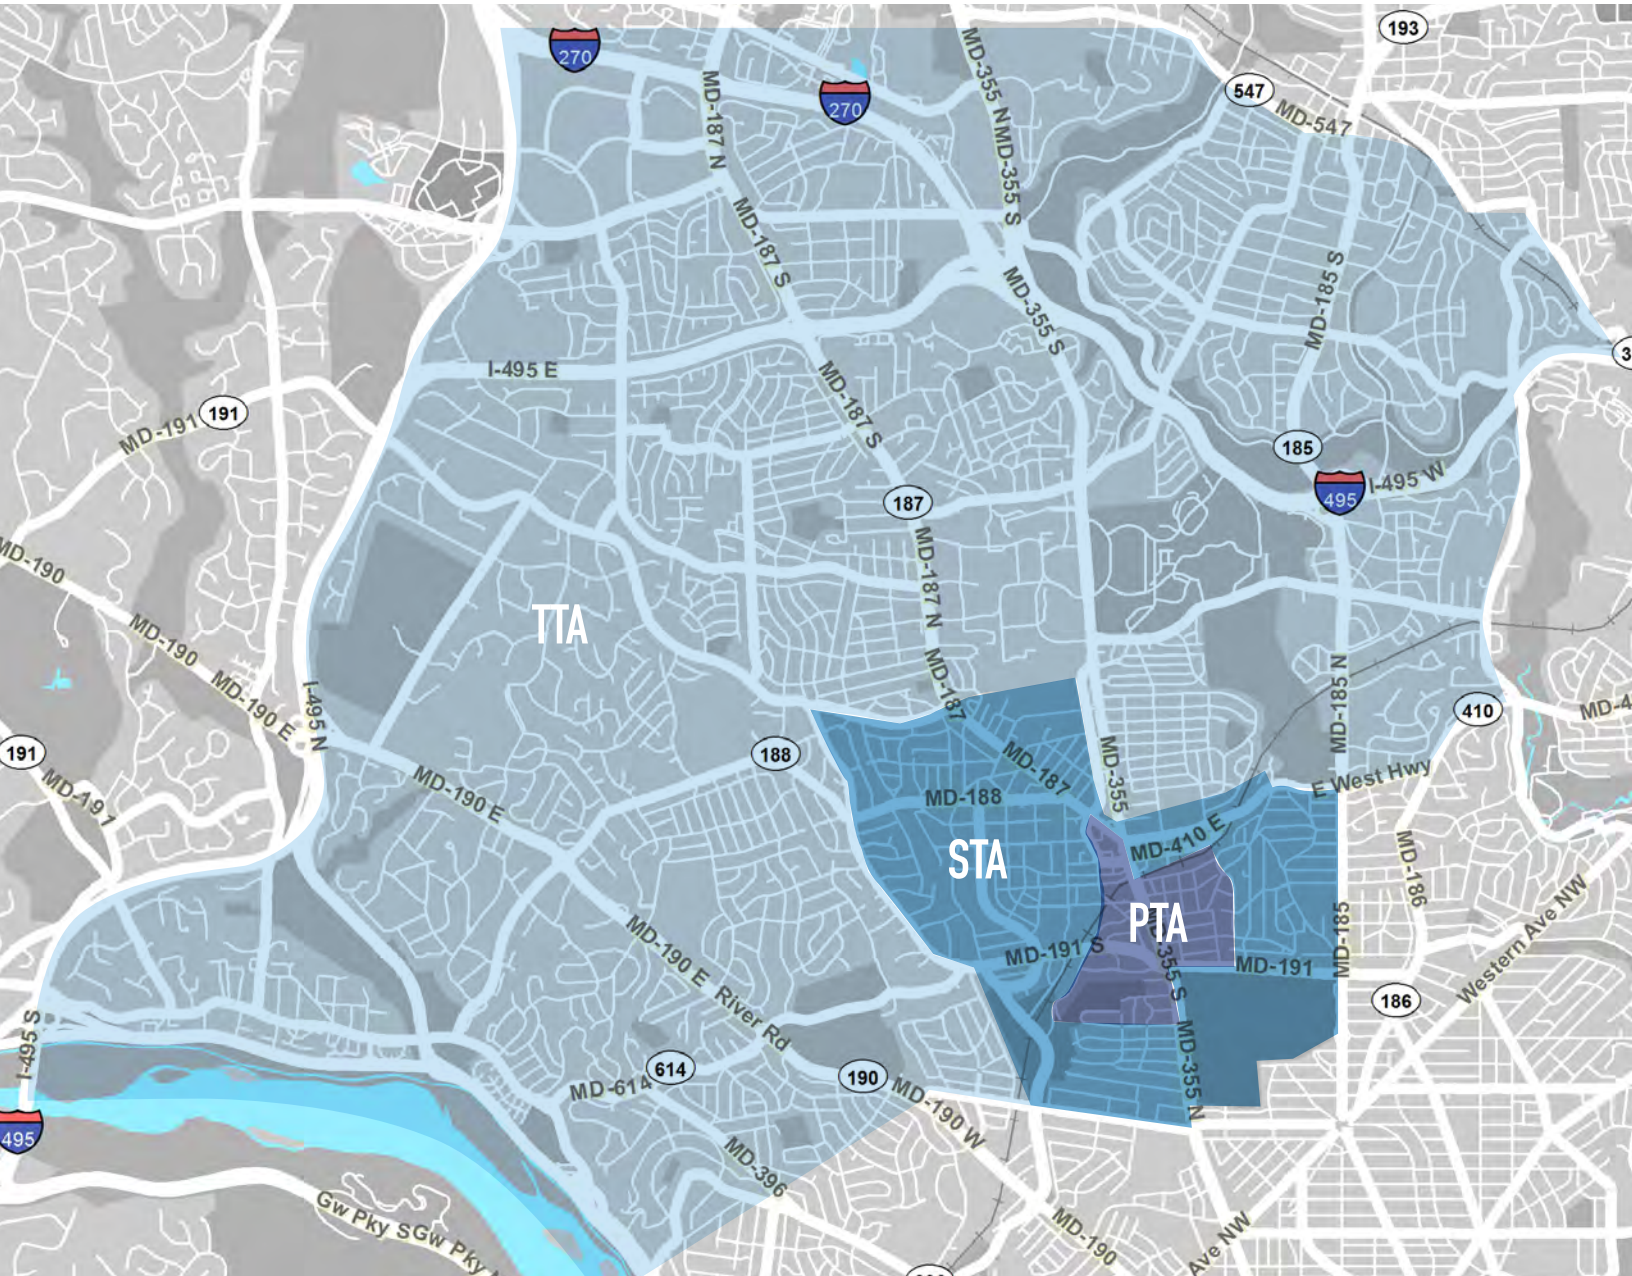 193
270
MD-355 N
MD-187 N
270
547
MD-547
MD-355 S
MD-187 S
MD-355 S
MD-185 S
I-495 E
MD-187 S
191
MD-191
185
I-495 W
495
187
MD-190
MD-187 N
TTA
MD-190
MD-190 E
I-495 N
MD-187
MD-185 N
410
MD-4
191
MD-191
188
MD-187
MD-355
E West Hwy
MD-190 E
MD-188
MD-410 E
STA
MD-186
PTA
MD-185
Western Ave NW
MD-190 E
MD-191 S
MD-355 S
MD-191
186
River Rd
I-495 S
614
MD-614
190
MD-190 W
MD-355 N
495
MD-396
Gw Pky S
Gw Pky
MD-190
Ave NW